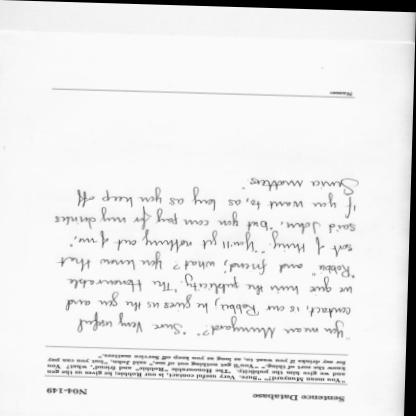 Sentence Database N04-149
"You mean Munyard?" "Sure. Very useful contact, is our Robbie; he gives us the gen
and we give him the publicity. 'The Honourable "Robbie" and friend', what? You
know the sort of thing." "You'll get nothing out of me," said John, "but you can pay
for my drinks if you want to, as long as you keep off Service matters."
"You mean Munyard?" "Sure. Very useful
contact, is our Robbie, he gives us the gen and
we give him the publicity. 'The Honourable
"Robbie" and friend', what? You know that
sort of thing." "You'll get nothing out of me,"
said John, "but you can pay for my drinks
if you want to, as long as you keep off
Service matters"
Name: